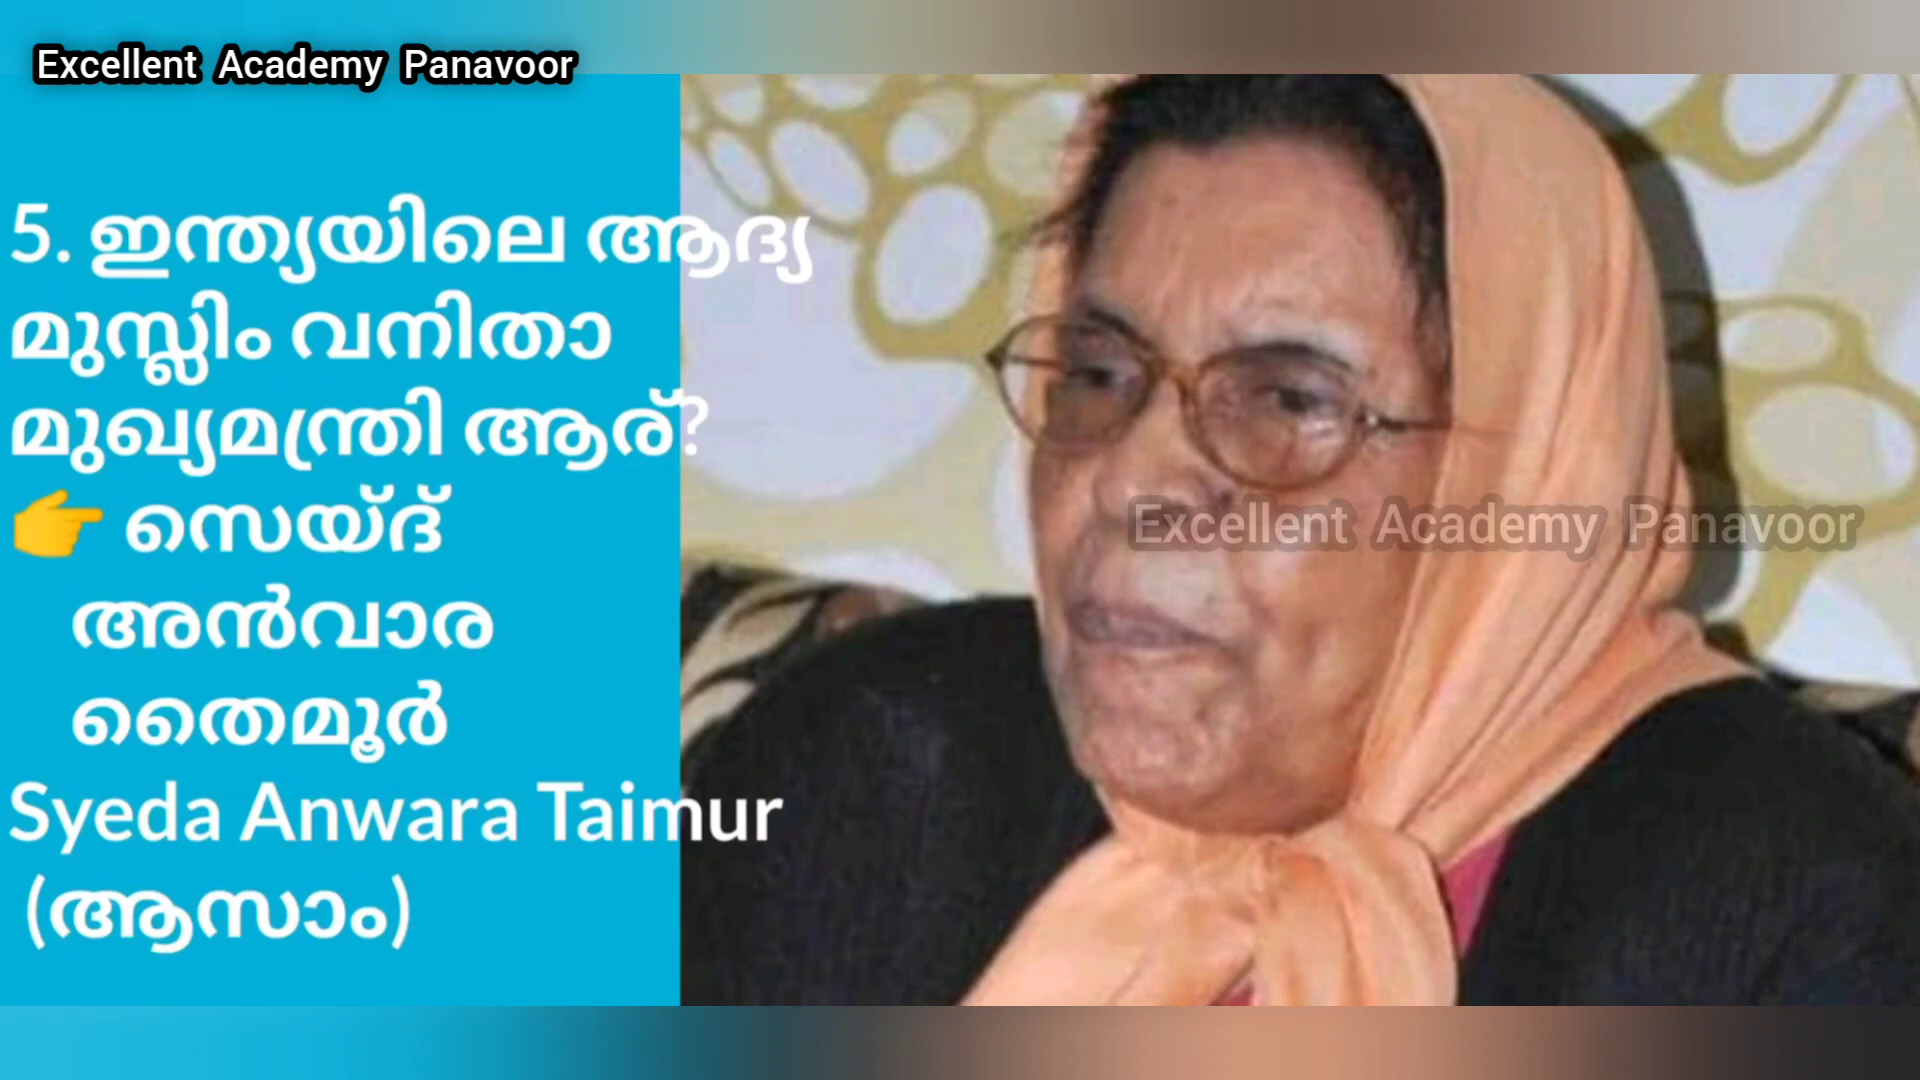 Excellent Academy Panavoor
5. ഇന്ത്യയിലെ ആദ്യ
മുസ്ലിം വനിതാ
മുഖ്യമന്ത്രി ആര്?
👉 സെയ്ദ്
അൻവാര
തൈമൂർ
Syeda Anwara Taimur
(ആസാം)
Excellent Academy Panavoor